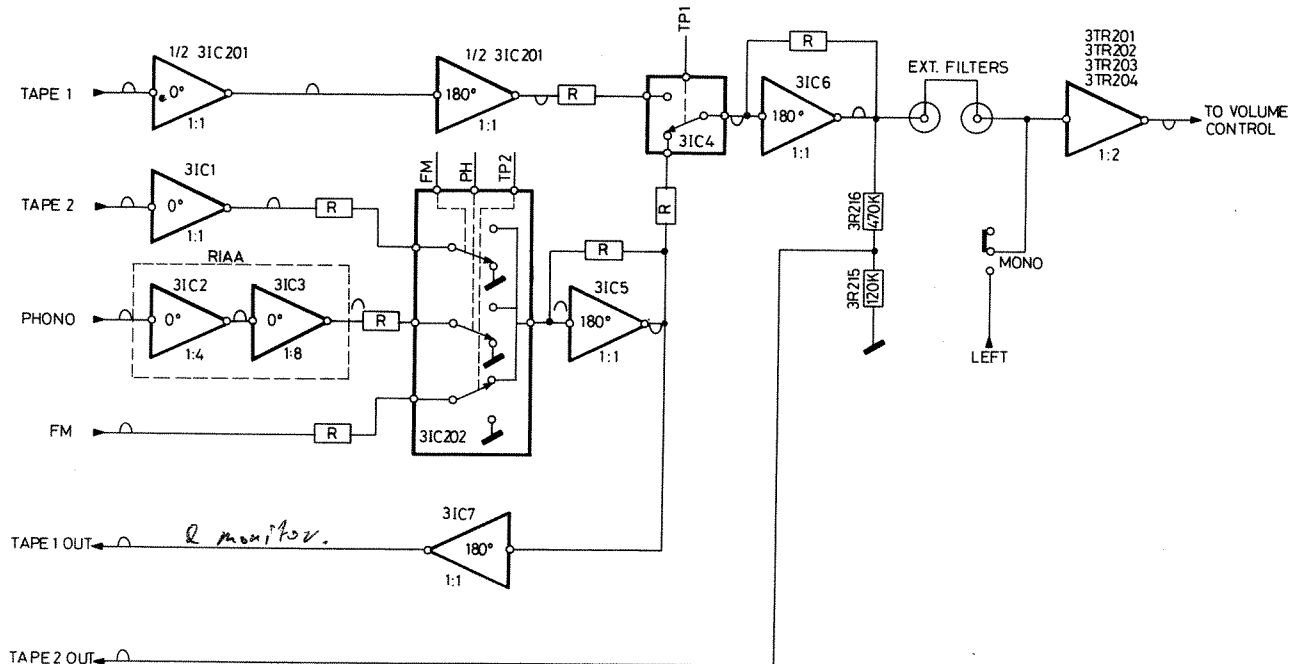 1/2 3IC201
1/2 3IC201
TP1
R
3TR201
3TR202
3TR203
3TR204
TAPE 1
0°
1:1
180°
1:1
R
3IC6
180°
1:1
EXT. FILTERS
1:2
TO VOLUME
CONTROL
3IC4
FM
PH
TP2
TAPE 2
3IC1
0°
1:1
R
R
3R216
470K
RIAA
R
MONO
3IC2
3IC3
3IC5
3R215
120K
PHONO
0°
0°
R
180°
1:4
1:8
1:1
LEFT
FM
R
3IC202
TAPE 1 OUT
monitor.
3IC7
180°
1:1
TAPE 2 OUT